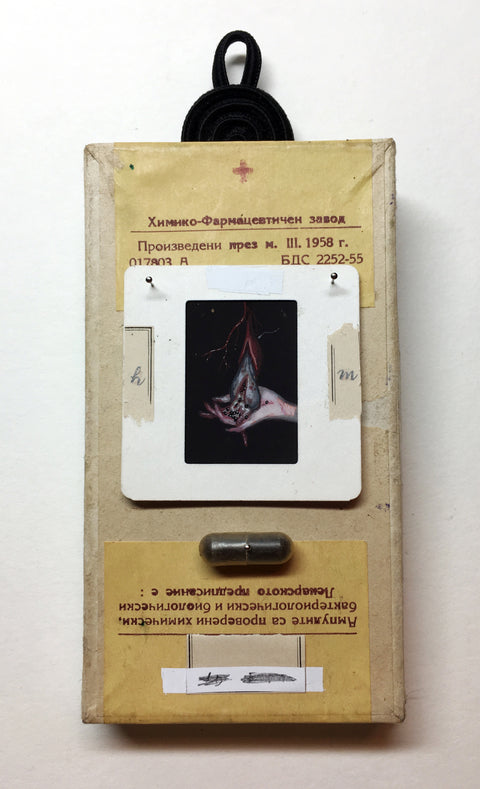 Химико-Фармацевтичен завод
Произведени през м. III. 1958 г.
017803 А БДС 2252-55
Ампулите са проверени химически,
бактериологически и биологически
Лекарското предписание е :